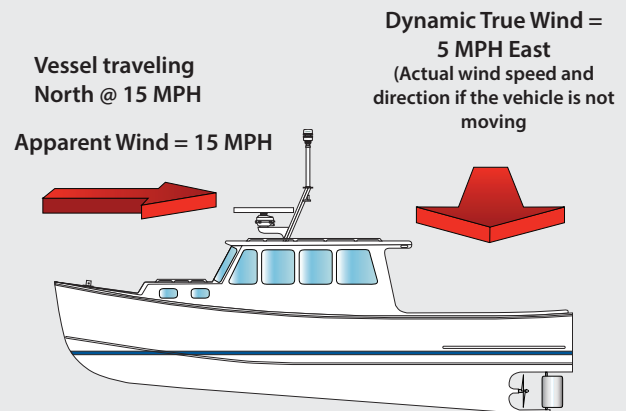 Vessel traveling
North @ 15 MPH
Apparent Wind = 15 MPH
Dynamic True Wind =
5 MPH East
(Actual wind speed and
direction if the vehicle is not
moving